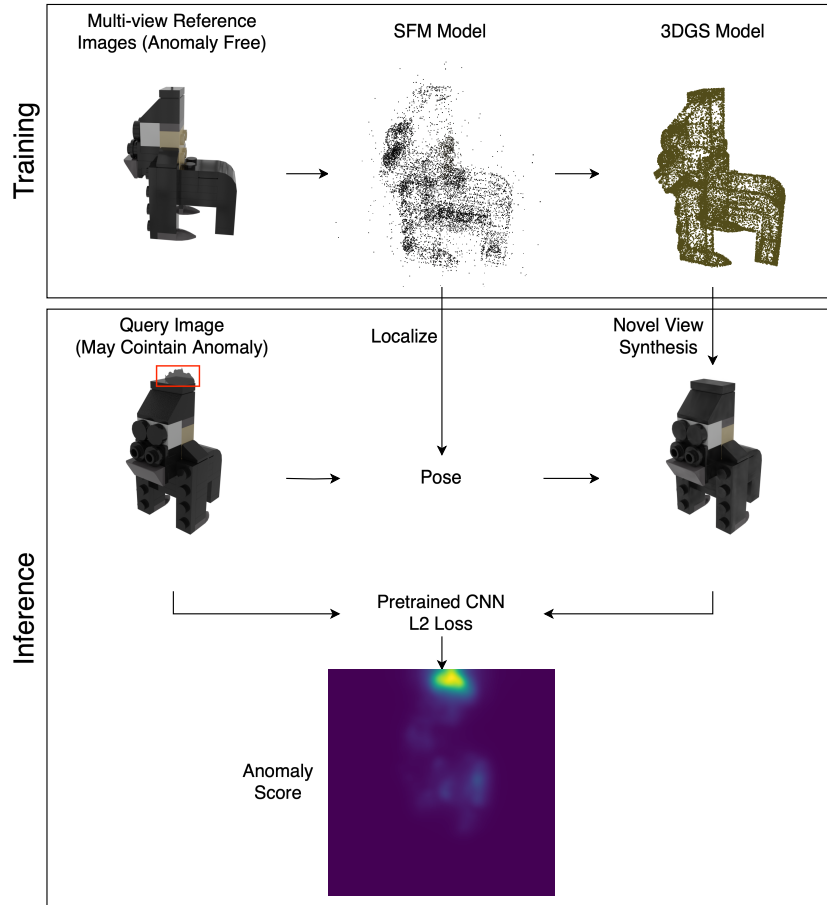 Multi-view Reference
Images (Anomaly Free)
SFM Model
3DGS Model
Training
Query Image
(May Cointain Anomaly)
Localize
Novel View
Synthesis
Pose
Inference
Pretrained CNN
L2 Loss
Anomaly
Score